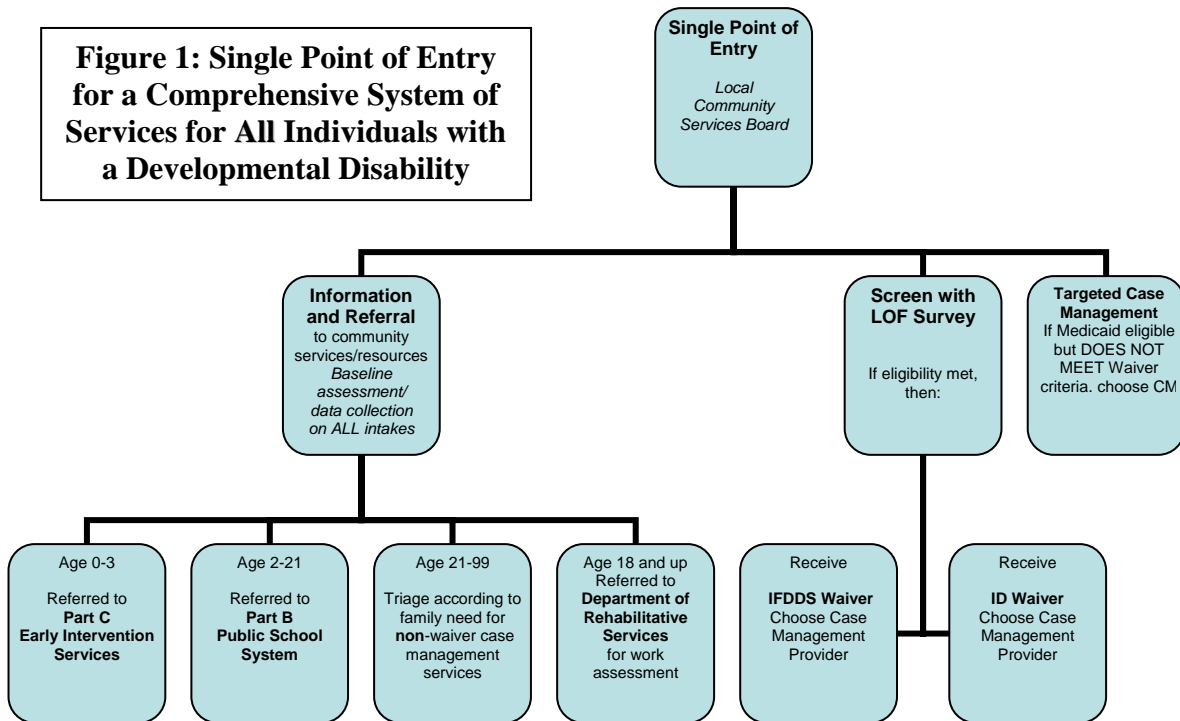 Figure 1: Single Point of Entry
for a Comprehensive System of
Services for All Individuals with
a Developmental Disability
Single Point of
Entry
Local
Community
Services Board
Information
and Referral
to community
services/resources
Baseline
assessment/
data collection
on ALL intakes
Screen with
LOF Survey
If eligibility met,
then:
Targeted Case
Management
If Medicaid eligible
but DOES NOT
MEET Waiver
criteria. choose CM
Age 0-3
Referred to
Part C
Early Intervention
Services
Age 2-21
Referred to
Part B
Public School
System
Age 21-99
Triage according to
family need for
non-waiver case
management
services
Age 18 and up
Referred to
Department of
Rehabilitative
Services
for work
assessment
Receive
IFDDS Waiver
Choose Case
Management
Provider
Receive
ID Waiver
Choose Case
Management
Provider